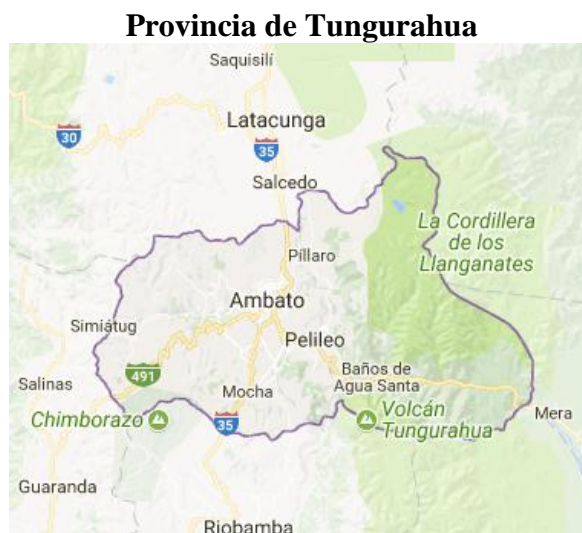 Provincia de Tungurahua
Saquisilí
Latacunga
30
35
Salcedo
La Cordillera
de los
Llanganates
Píllaro
Ambato
Simiátug
Pelileo
Baños de
Agua Santa
491
Salinas
Mocha
Mera
Chimborazo
35
Volcán
Tungurahua
Guaranda
Riobamba